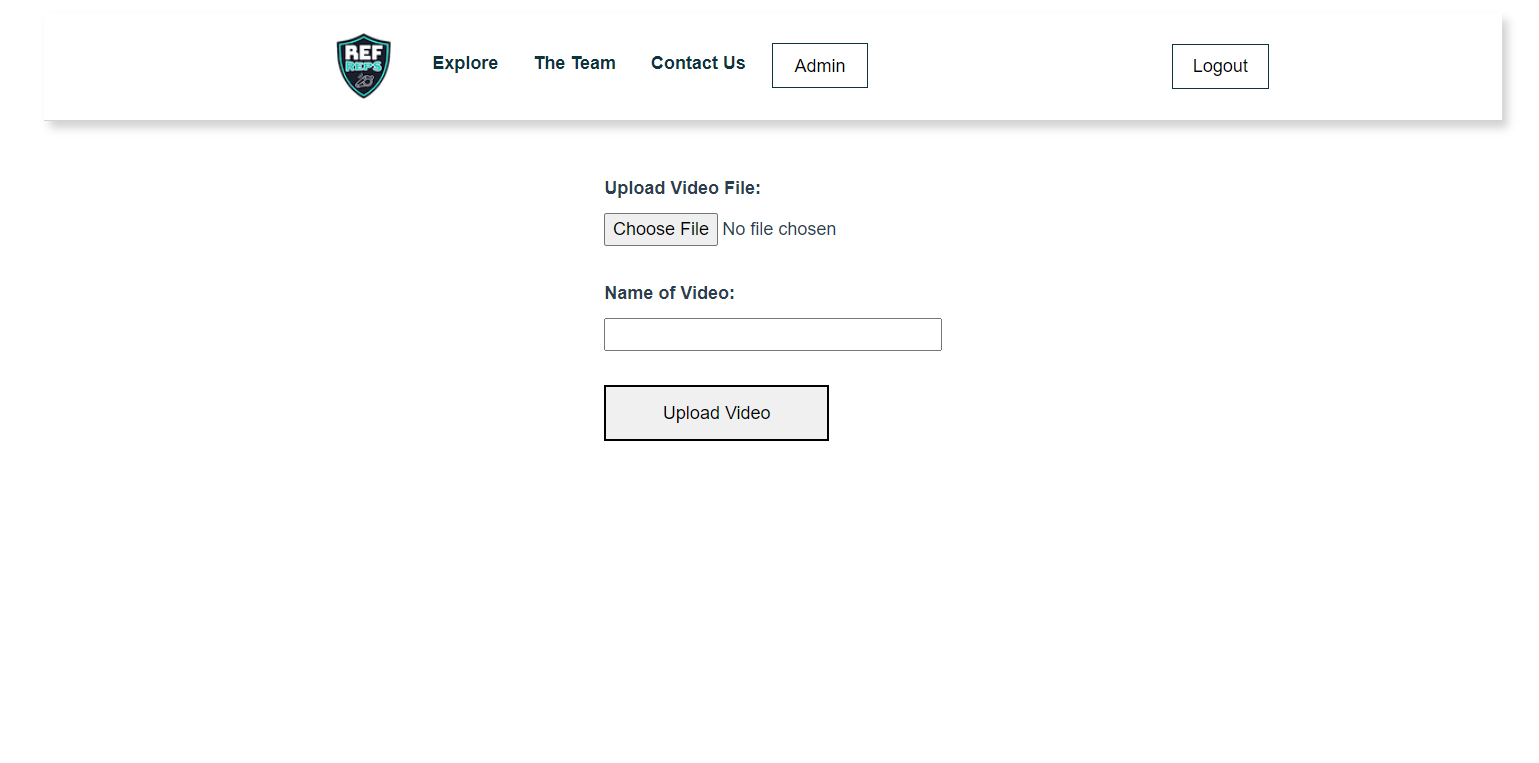 REF
REPS
Explore The Team Contact Us Admin Logout
Upload Video File:
Choose File No file chosen
Name of Video:
Upload Video